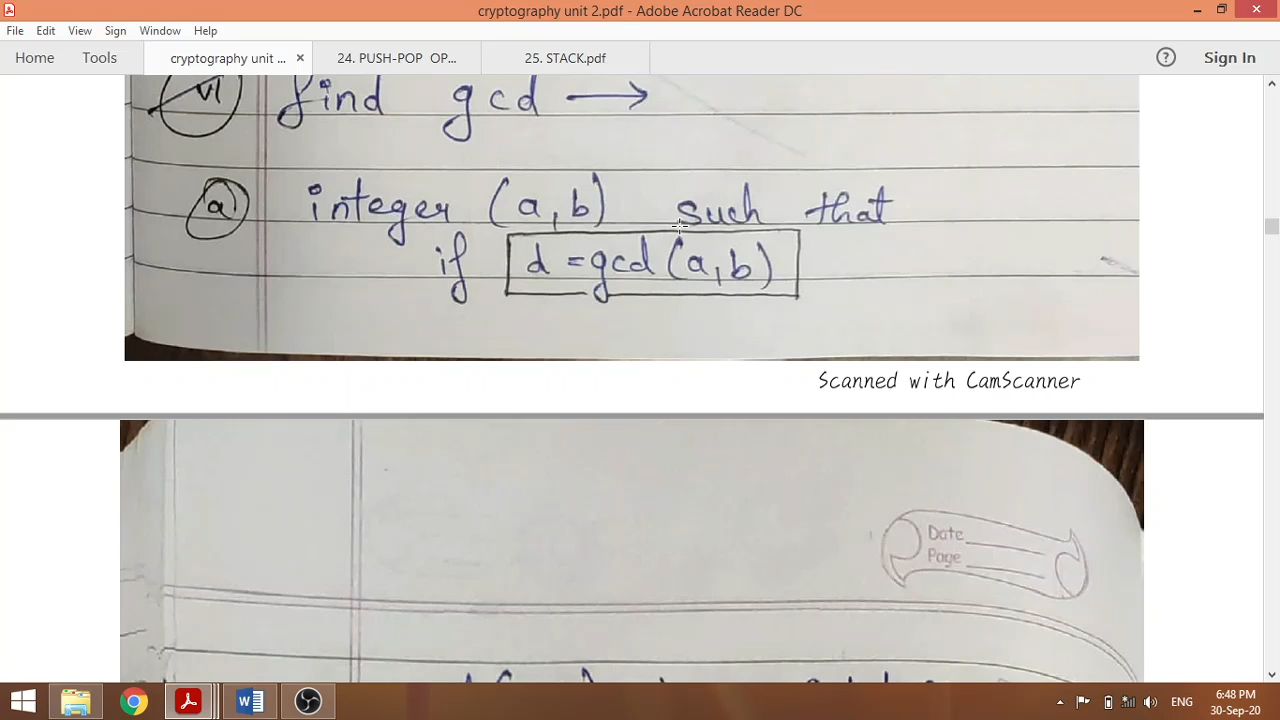 cryptography unit 2.pdf - Adobe Acrobat Reader DC
File Edit View Sign Window Help
Home Tools cryptography unit ... × 24. PUSH-POP OP... 25. STACK.pdf ? Sign In
vi find gcd →
a integer (a,b) such that
if d = gcd (a,b)
Scanned with CamScanner
Date
Page
W
ENG
6:48 PM
30-Sep-20